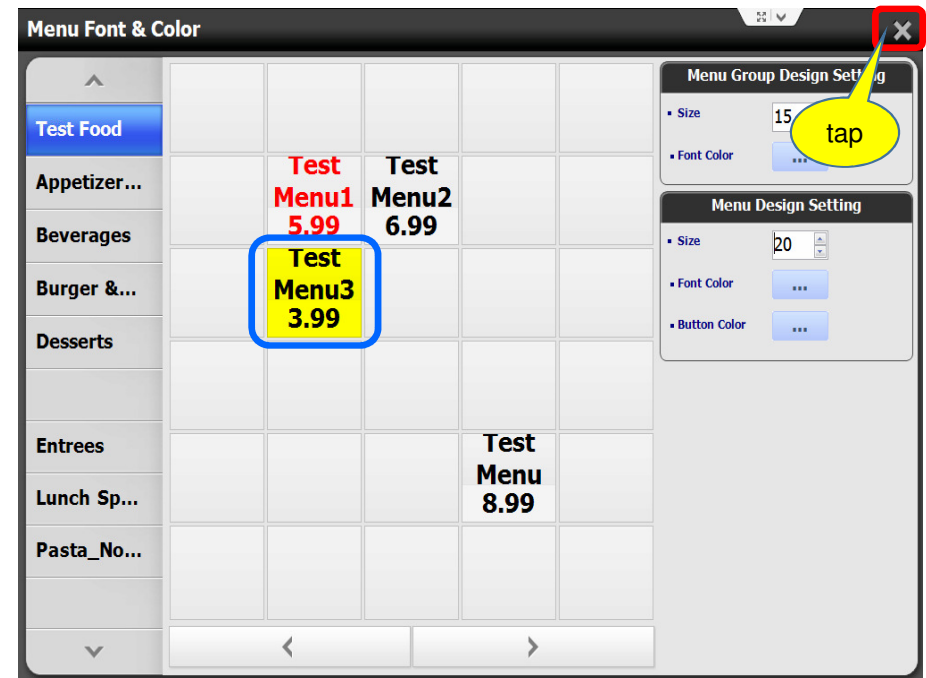 Menu Font & Color
Test Food
Appetizer...
Beverages
Burger &...
Desserts
Entrees
Lunch Sp...
Pasta_No...
Test
Menu1
5.99
Test
Menu2
6.99
Test
Menu3
3.99
Test
Menu
8.99
Menu Group Design Setting
Size
15
Font Color
...
tap
Menu Design Setting
Size
20
Font Color
...
Button Color
...